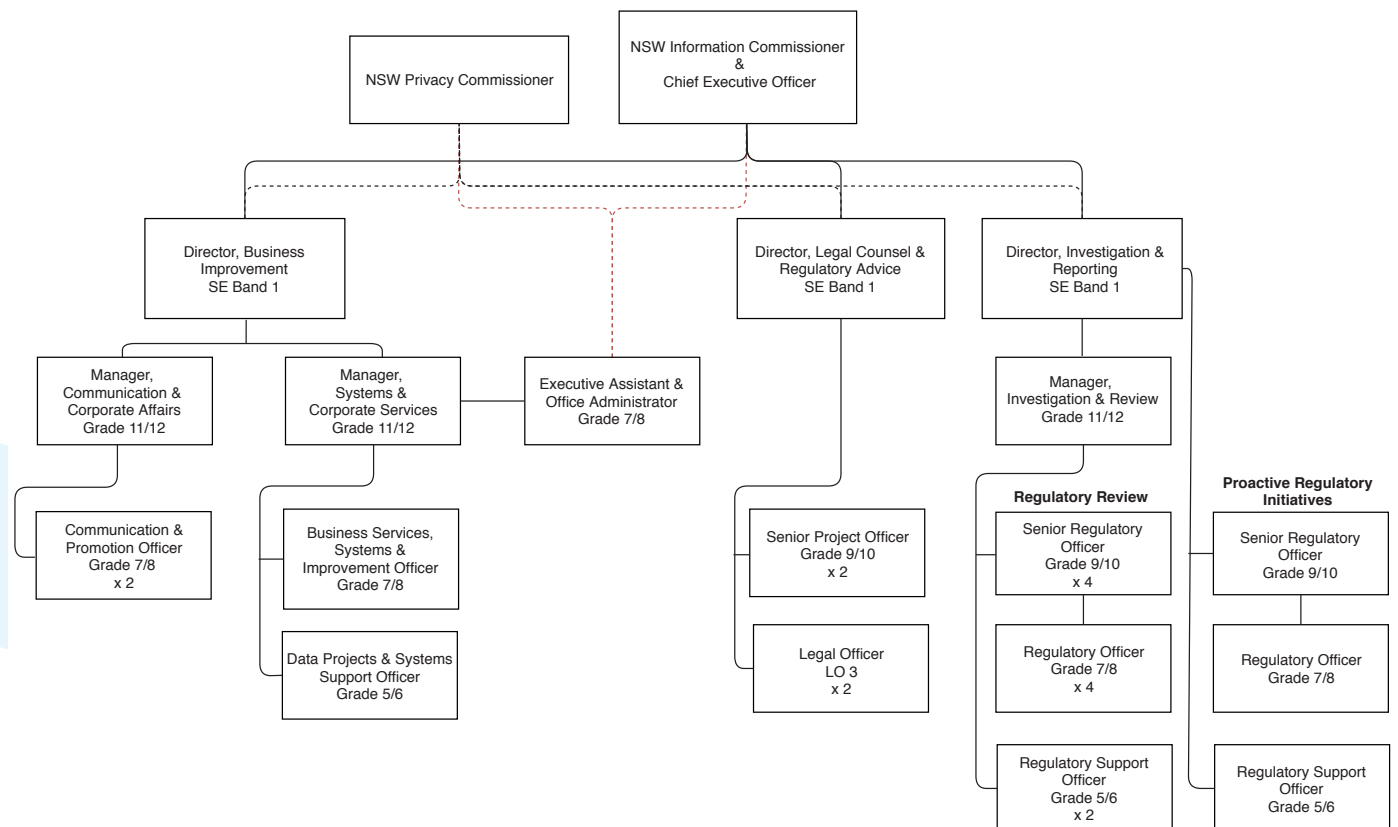 NSW Privacy Commissioner
NSW Information Commissioner
&
Chief Executive Officer
Director, Business
Improvement
SE Band 1
Director, Legal Counsel &
Regulatory Advice
SE Band 1
Director, Investigation &
Reporting
SE Band 1
Manager,
Communication &
Corporate Affairs
Grade 11/12
Manager,
Systems &
Corporate Services
Grade 11/12
Executive Assistant &
Office Administrator
Grade 7/8
Manager,
Investigation & Review
Grade 11/12
Communication &
Promotion Officer
Grade 7/8
x 2
Business Services,
Systems &
Improvement Officer
Grade 7/8
Data Projects & Systems
Support Officer
Grade 5/6
Senior Project Officer
Grade 9/10
x 2
Legal Officer
LO 3
x 2
Regulatory Review
Senior Regulatory
Officer
Grade 9/10
x 4
Regulatory Officer
Grade 7/8
x 4
Regulatory Support
Officer
Grade 5/6
x 2
Proactive Regulatory
Initiatives
Senior Regulatory
Officer
Grade 9/10
Regulatory Officer
Grade 7/8
Regulatory Support
Officer
Grade 5/6